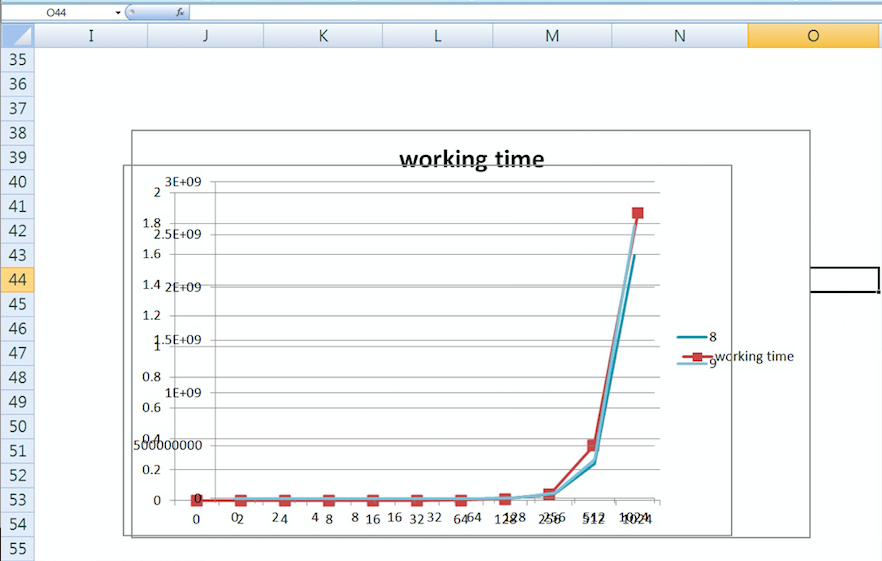 O44 fx
I J K L M N O
35
36
37
38
39 working time
40 3E+09
2
41 1.8
42 2.5E+09
43 1.6
44 1.4 2E+09
45 1.2
46 1.5E+09 8
47 1 working time
9
48 0.8
1E+09
49 0.6
50 0.4
51 500000000
52 0.2
53 0 0
54 0 0 2 2 4 4 8 8 16 16 32 32 64 64 128 128 256 256 512 512 1024 1024
55